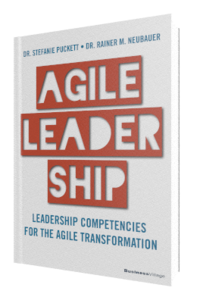 DR. STEFANIE PUCKETT • DR. RAINER M. NEUBAUER
AGILE
LEADER
SHIP
LEADERSHIP COMPETENCIES
FOR THE AGILE TRANSFORMATION